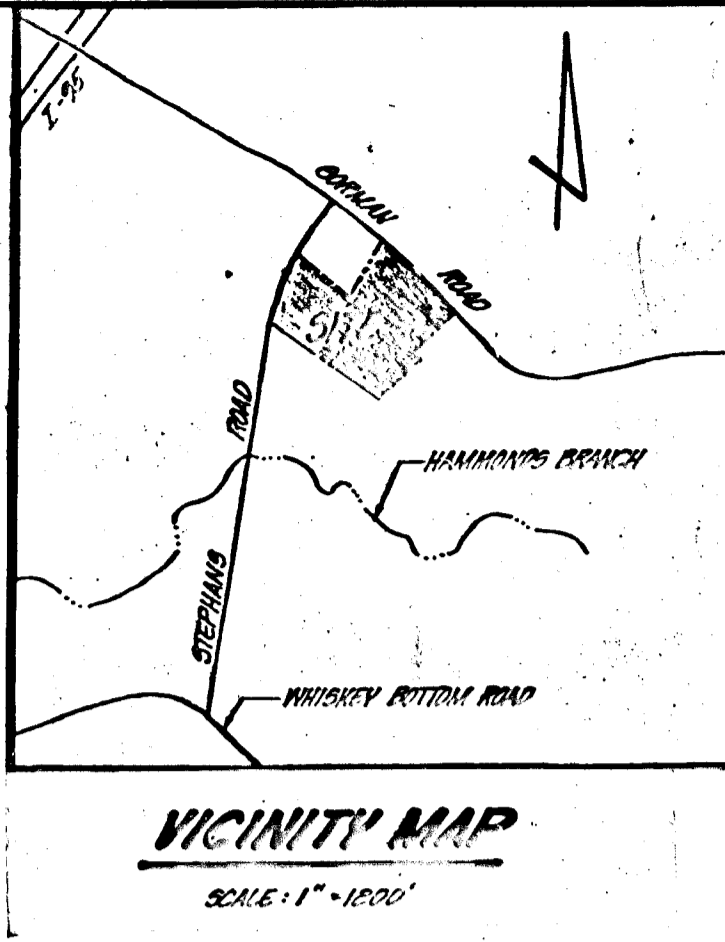 I-95
GORMAN
ROAD
ROAD
HAMMONDS BRANCH
STEPHANS
WHISKEY BOTTOM ROAD
VICINITY MAP
SCALE: 1" = 1200'